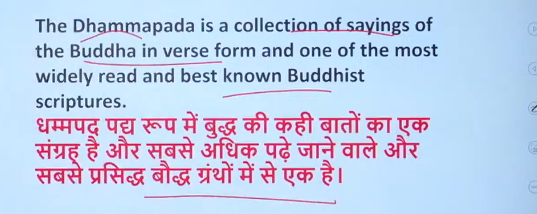 The Dhammapada is a collection of sayings of
the Buddha in verse form and one of the most
widely read and best known Buddhist
scriptures.
धम्मपद पद्य रूप में बुद्ध की कही बातों का एक
संग्रह है और सबसे अधिक पढ़े जाने वाले और
सबसे प्रसिद्ध बौद्ध ग्रंथों में से एक है।